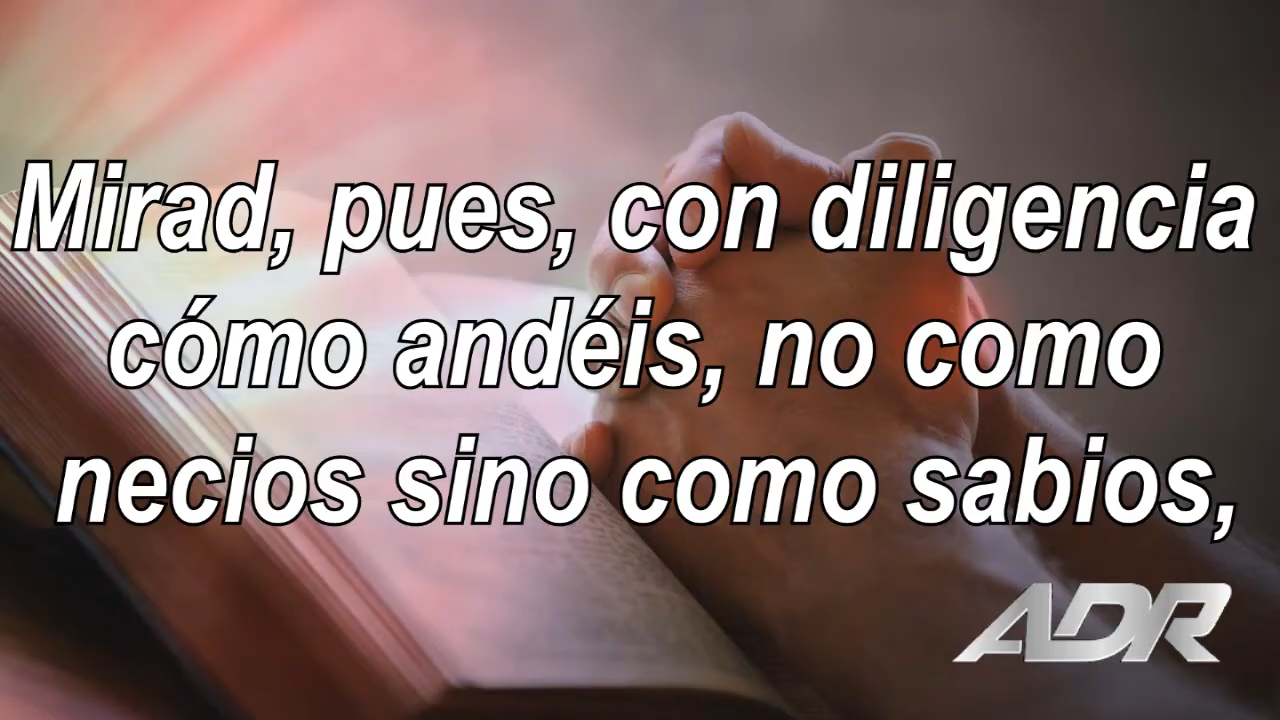 Mirad, pues, con diligencia
cómo andéis, no como
necios sino como sabios,
ADR